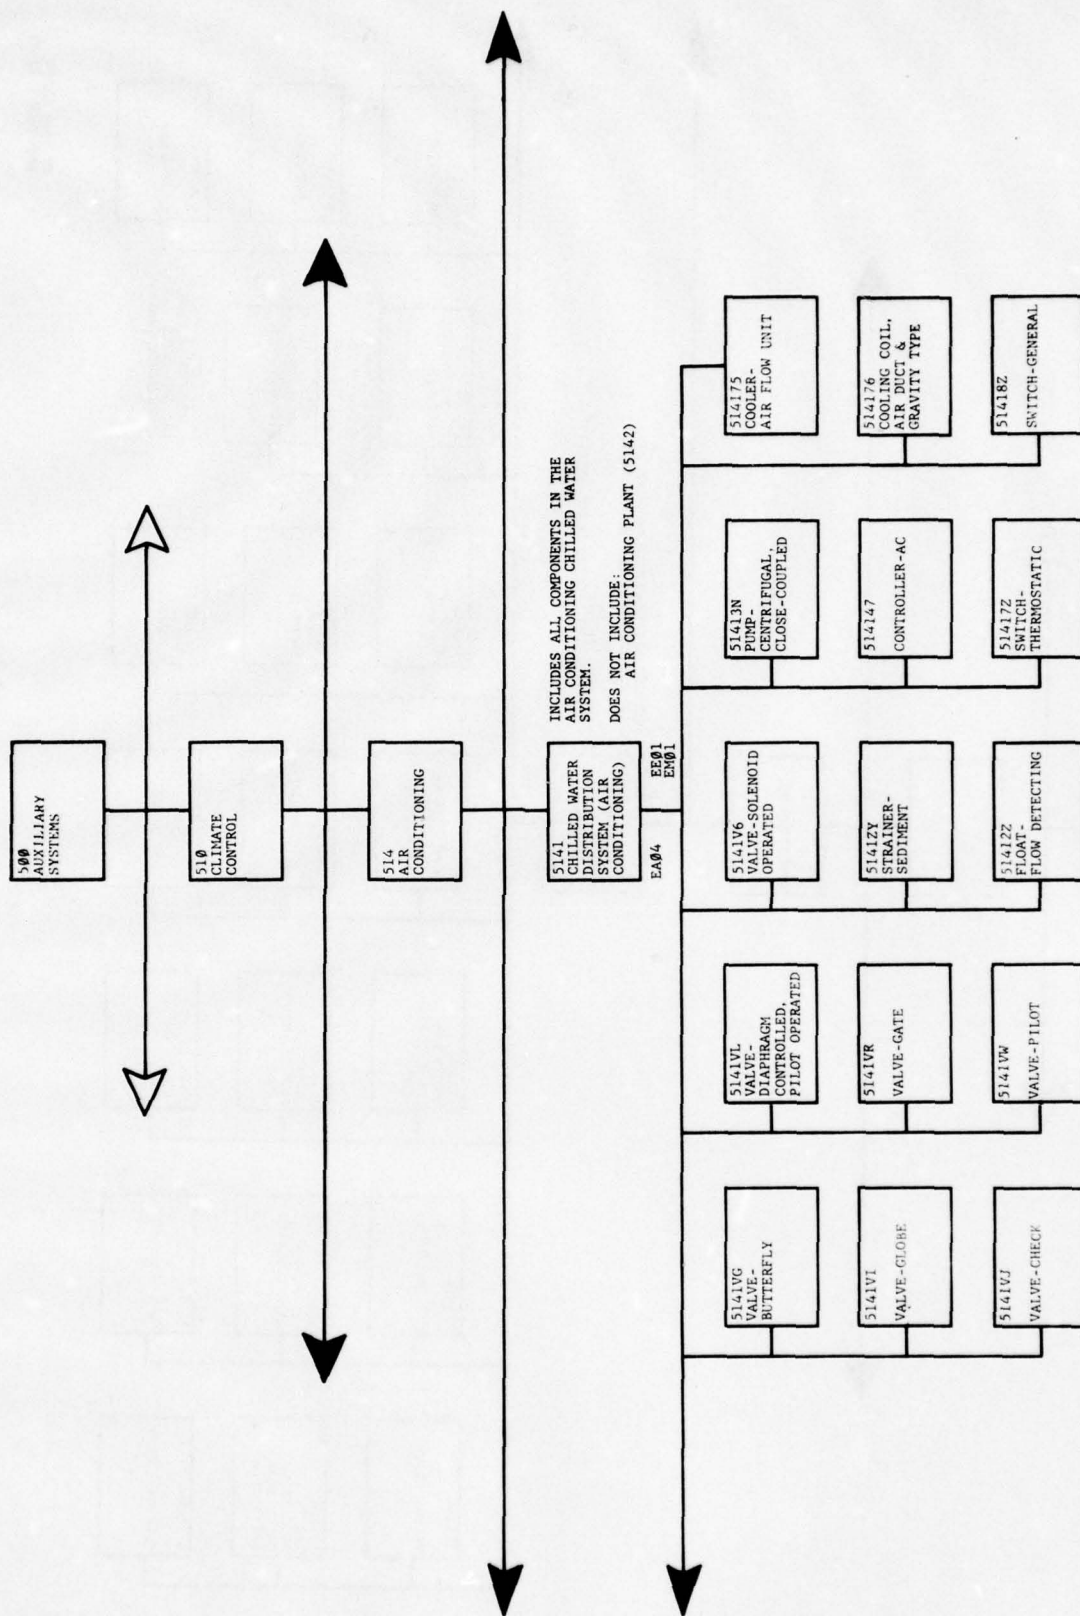 500
AUXILIARY
SYSTEMS
510
CLIMATE
CONTROL
514
AIR
CONDITIONING
5141
CHILLED WATER
DISTRIBUTION
SYSTEM (AIR
CONDITIONING)
INCLUDES ALL COMPONENTS IN THE
AIR CONDITIONING CHILLED WATER
SYSTEM.
DOES NOT INCLUDE:
AIR CONDITIONING PLANT (5142)
EA04
EE01
EM01
5141VG
VALVE-
BUTTERFLY
5141VL
VALVE-
DIAPHRAGM
CONTROLLED,
PILOT OPERATED
5141V6
VALVE-SOLENOID
OPERATED
51413N
PUMP-
CENTRIFUGAL,
CLOSE-COUPLED
514175
COOLER-
AIR FLOW UNIT
5141VI
VALVE-GLOBE
5141VR
VALVE-GATE
5141ZY
STRAINER-
SEDIMENT
514147
CONTROLLER-AC
514176
COOLING COIL,
AIR DUCT &
GRAVITY TYPE
5141VJ
VALVE-CHECK
5141VW
VALVE-PILOT
51412Z
FLOAT-
FLOW DETECTING
51417Z
SWITCH-
THERMOSTATIC
51418Z
SWITCH-GENERAL